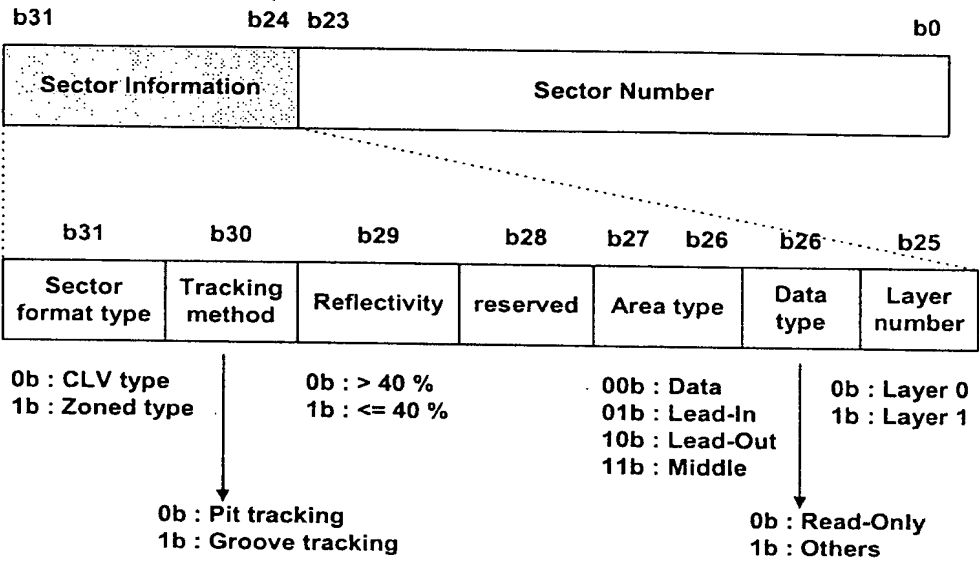 b31 b24 b23 b0
Sector Information Sector Number
b31 b30 b29 b28 b27 b26 b26 b25
Sector format type Tracking method Reflectivity reserved Area type Data type Layer number
0b : CLV type
1b : Zoned type
0b : > 40 %
1b : <= 40 %
00b : Data
01b : Lead-In
10b : Lead-Out
11b : Middle
0b : Layer 0
1b : Layer 1
0b : Pit tracking
1b : Groove tracking
0b : Read-Only
1b : Others